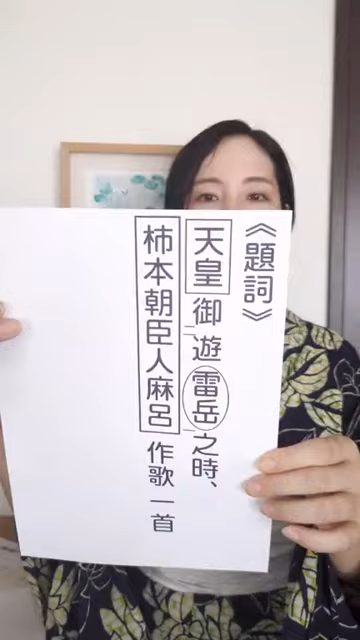 《題詞》
天皇御遊雷岳之時、
柿本朝臣人麻呂作歌一首